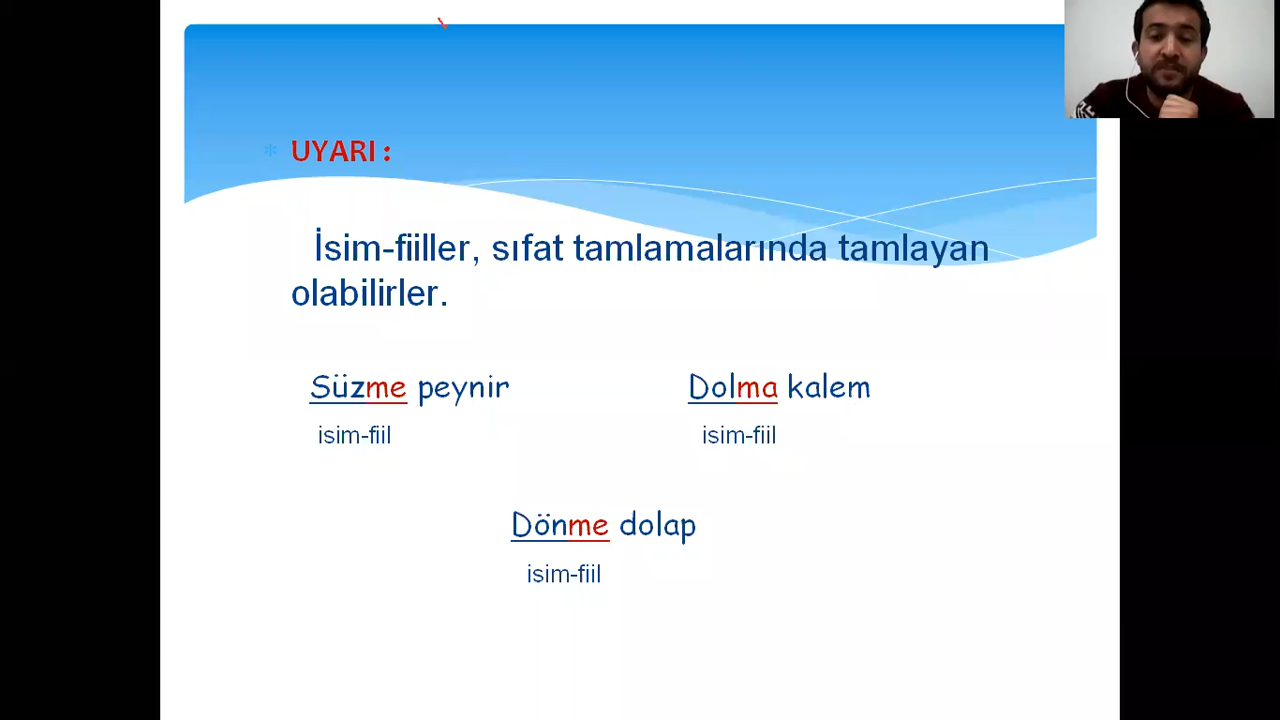 * UYARI :
İsim-fiiller, sıfat tamlamalarında tamlayan
olabilirler.
Süzme peynir Dolma kalem
isim-fiil isim-fiil
Dönme dolap
isim-fiil